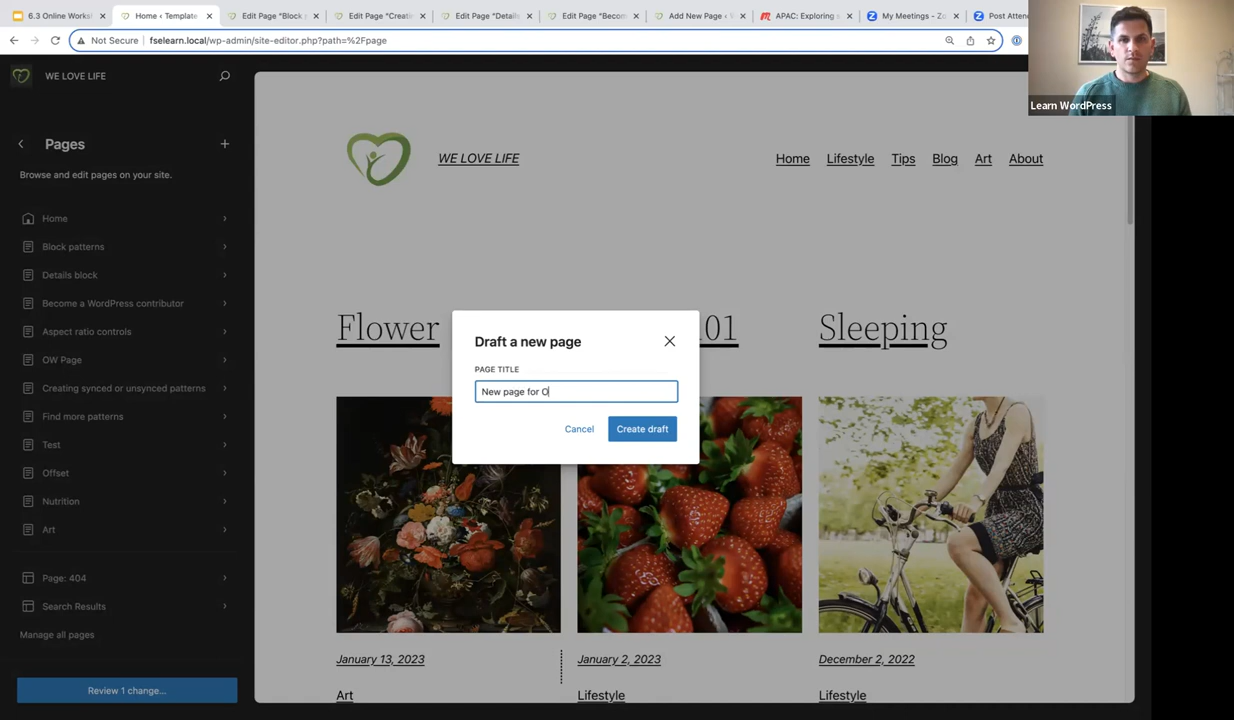 6.3 Online Worksh
Home ‹ Template
Edit Page "Block p
Edit Page "Creatin
Edit Page "Details
Edit Page "Becom
Add New Page ‹ W
APAC: Exploring s
My Meetings - Zo
Post Attend
Not Secure
fselearn.local/wp-admin/site-editor.php?path=%2Fpage
Learn WordPress
WE LOVE LIFE
Pages
Browse and edit pages on your site.
Home
Block patterns
Details block
Become a WordPress contributor
Aspect ratio controls
OW Page
Creating synced or unsynced patterns
Find more patterns
Test
Offset
Nutrition
Art
Page: 404
Search Results
Manage all pages
Review 1 change...
WE LOVE LIFE
Home Lifestyle Tips Blog Art About
Flower
101
Sleeping
Draft a new page
PAGE TITLE
New page for O
Cancel
Create draft
January 13, 2023
January 2, 2023
December 2, 2022
Art
Lifestyle
Lifestyle